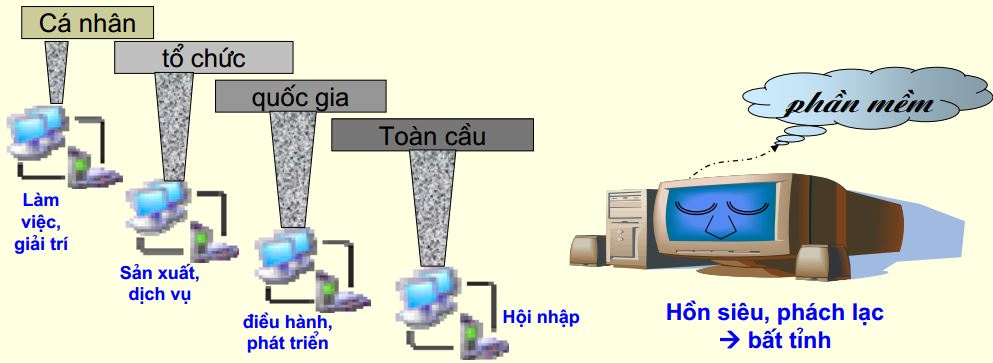 Cá nhân
tổ chức
quốc gia
Toàn cầu
Làm
việc,
giải trí
Sản xuất,
dịch vụ
điều hành,
phát triển
Hội nhập
phần mềm
Hồn siêu, phách lạc
→ bất tỉnh